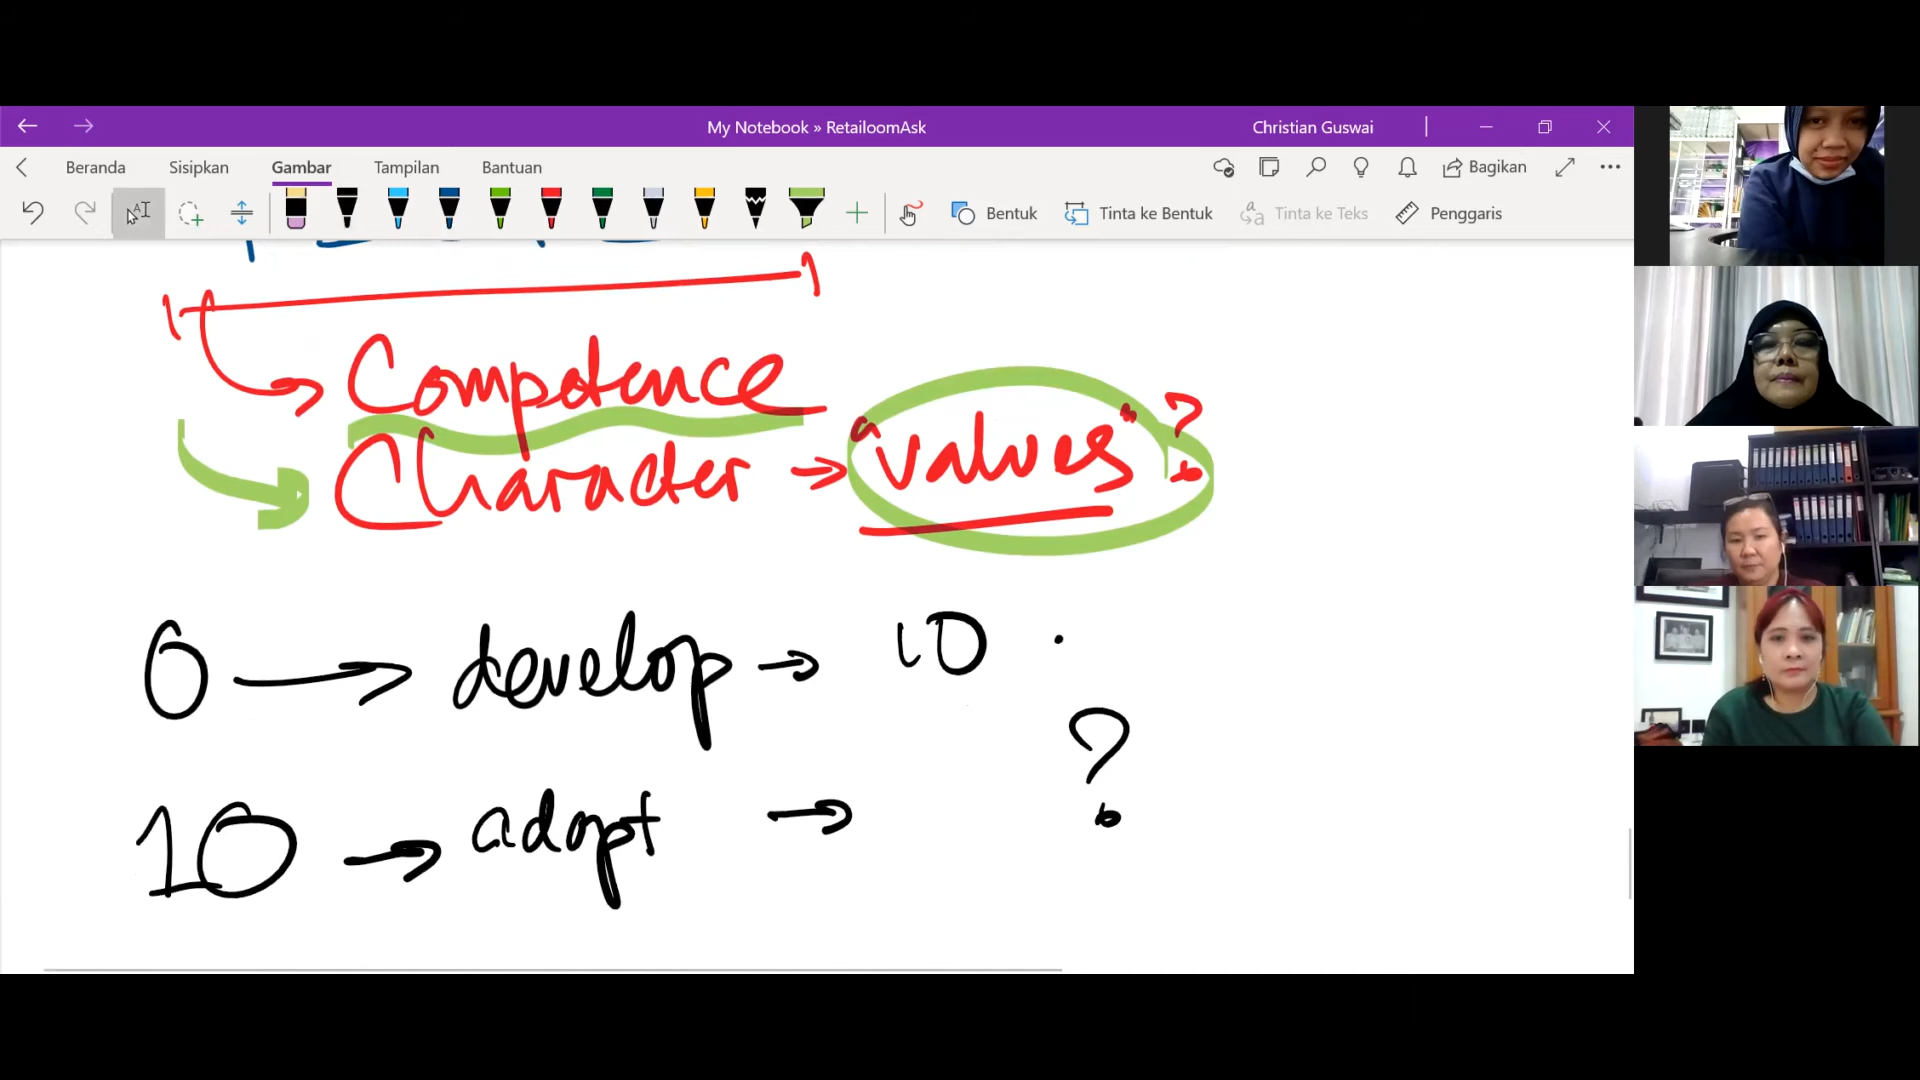 My Notebook » RetailoomAsk
Christian Guswai
Beranda Sisipkan Gambar Tampilan Bantuan
Bagikan
Bentuk Tinta ke Bentuk Tinta ke Teks Penggaris
Competence
Character → "values" ?
0 → develop → 10 .
?
10 → adopt →